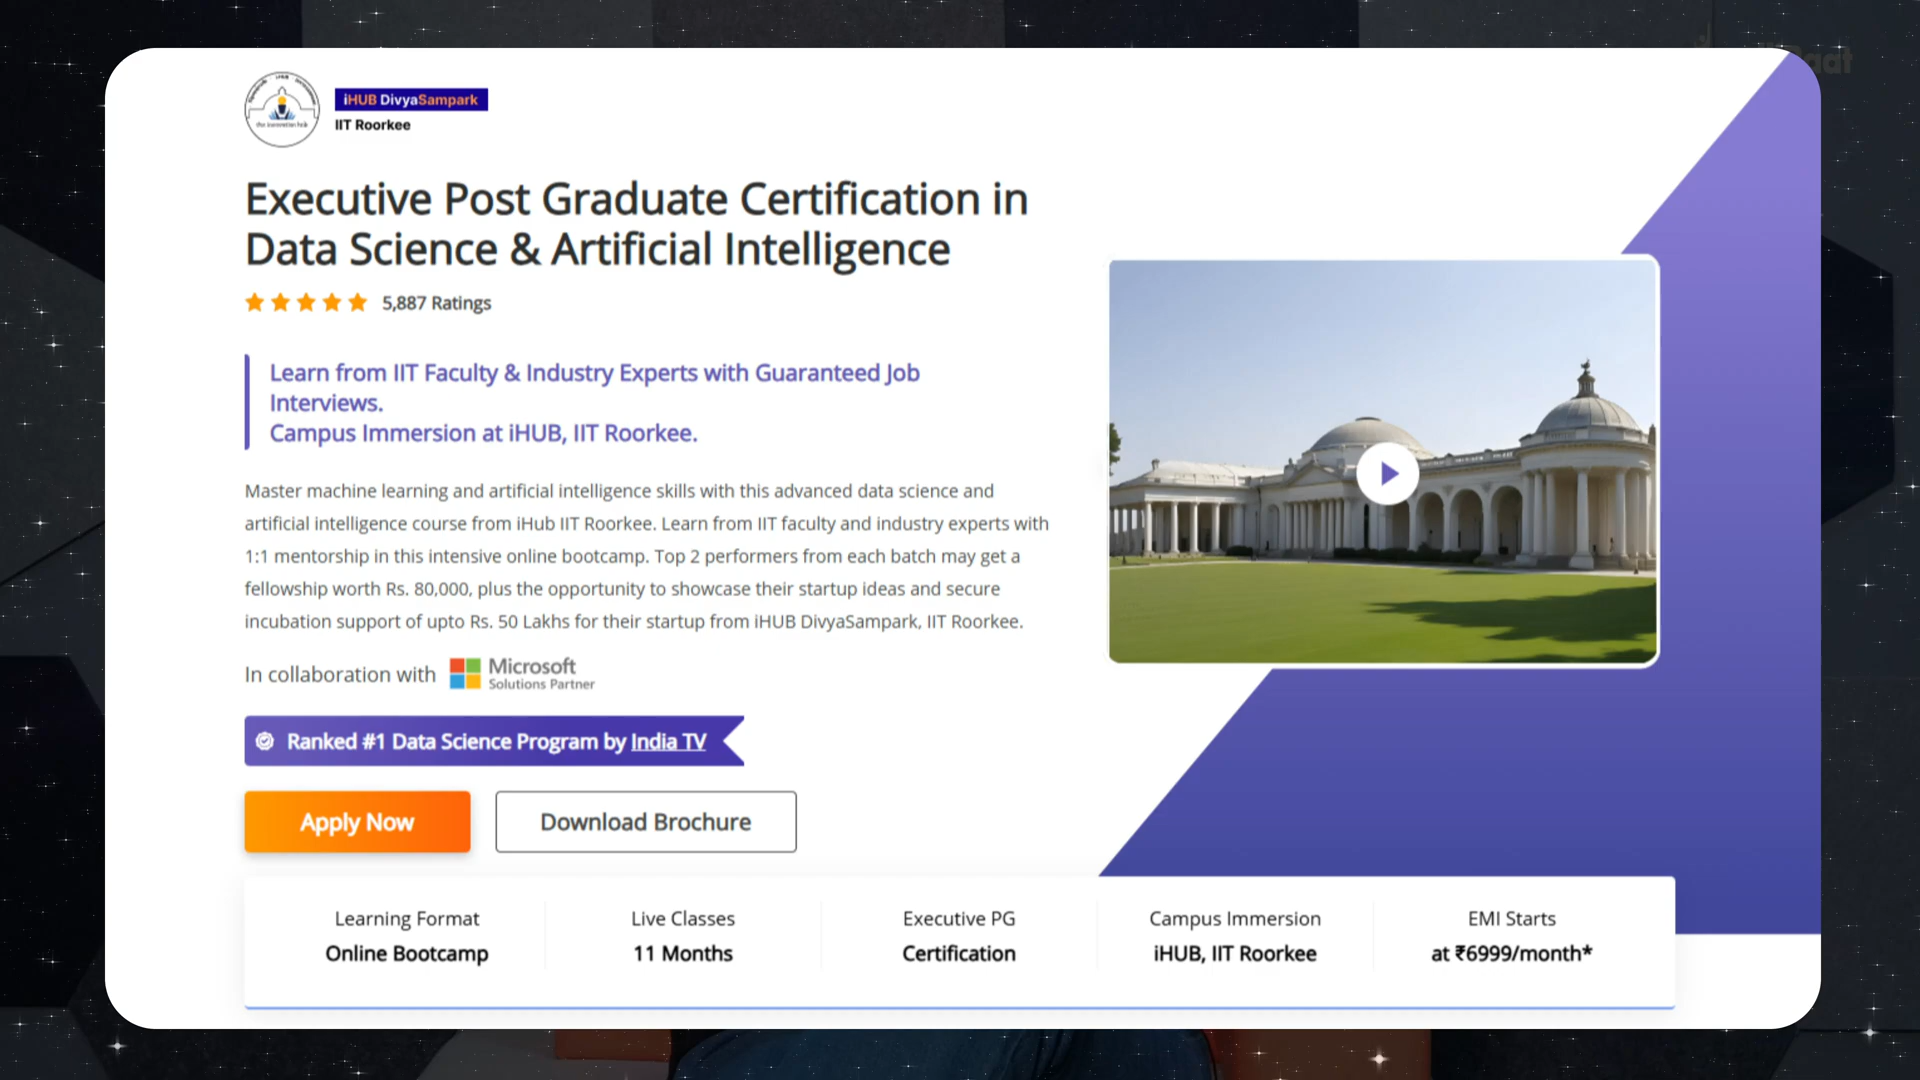 iHUB DivyaSampark
IIT Roorkee
Executive Post Graduate Certification in
Data Science & Artificial Intelligence
5,887 Ratings
Learn from IIT Faculty & Industry Experts with Guaranteed Job
Interviews.
Campus Immersion at iHUB, IIT Roorkee.
Master machine learning and artificial intelligence skills with this advanced data science and
artificial intelligence course from iHub IIT Roorkee. Learn from IIT faculty and industry experts with
1:1 mentorship in this intensive online bootcamp. Top 2 performers from each batch may get a
fellowship worth Rs. 80,000, plus the opportunity to showcase their startup ideas and secure
incubation support of upto Rs. 50 Lakhs for their startup from iHUB DivyaSampark, IIT Roorkee.
In collaboration with Microsoft
Solutions Partner
Ranked #1 Data Science Program by India TV
Apply Now Download Brochure
Learning Format Live Classes Executive PG Campus Immersion EMI Starts
Online Bootcamp 11 Months Certification iHUB, IIT Roorkee at ₹6999/month*